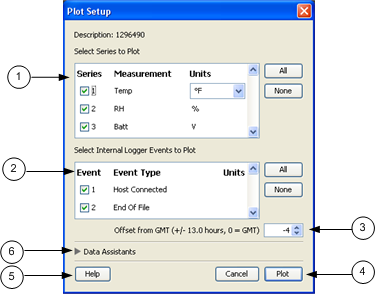 Plot Setup
Description: 1296490
Select Series to Plot
1
Series Measurement Units
All
1 Temp °F
None
2 RH %
3 Batt V
Select Internal Logger Events to Plot
2
Event Event Type Units
All
1 Host Connected
None
2 End Of File
Offset from GMT (+/- 13.0 hours, 0 = GMT) -4
3
6
Data Assistants
5
Help Cancel Plot
4